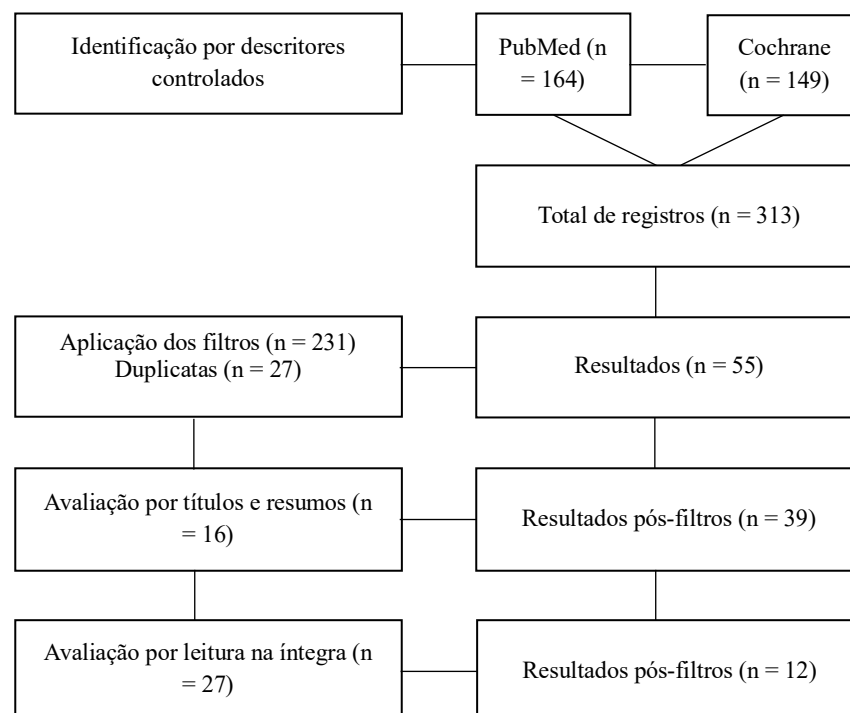 Identificação por descritores
controlados
PubMed (n
= 164)
Cochrane
(n = 149)
Total de registros (n = 313)
Aplicação dos filtros (n = 231)
Duplicatas (n = 27)
Resultados (n = 55)
Avaliação por títulos e resumos (n
= 16)
Resultados pós-filtros (n = 39)
Avaliação por leitura na íntegra (n
= 27)
Resultados pós-filtros (n = 12)